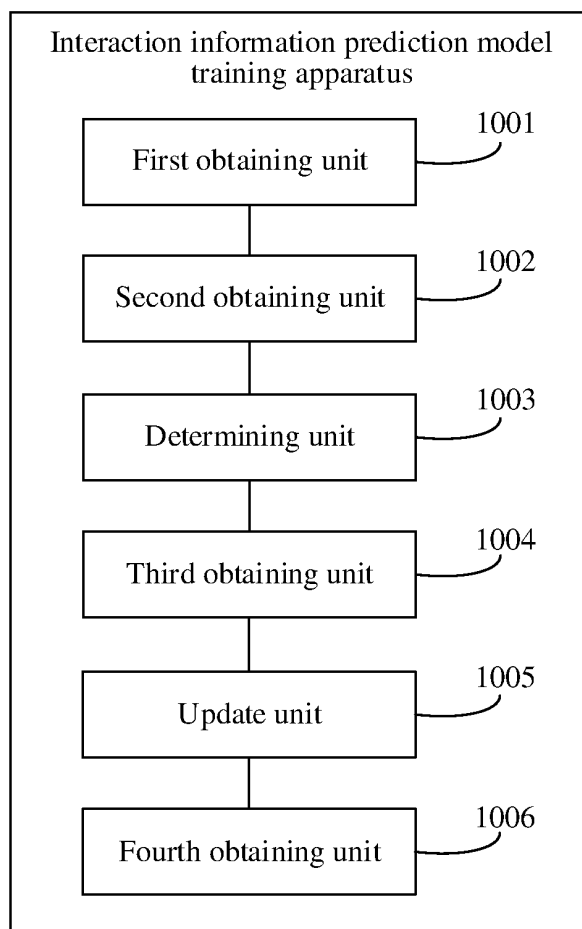 Interaction information prediction model
training apparatus
1001
First obtaining unit
1002
Second obtaining unit
1003
Determining unit
1004
Third obtaining unit
1005
Update unit
1006
Fourth obtaining unit